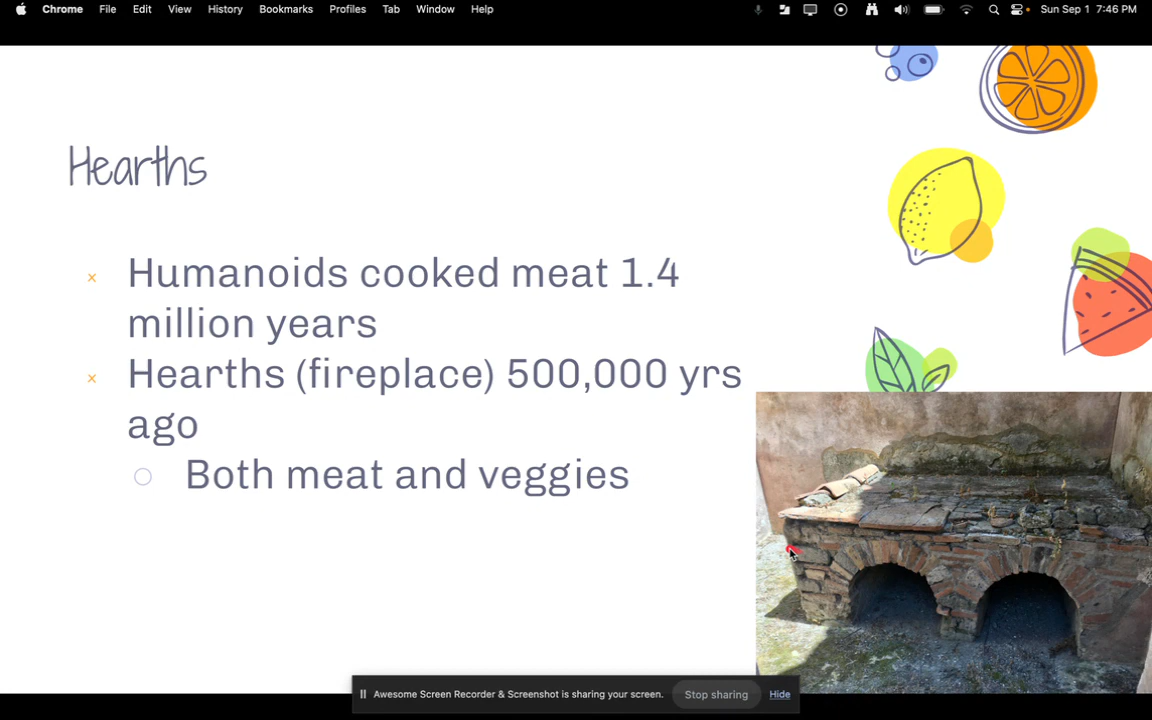 Chrome File Edit View History Bookmarks Profiles Tab Window Help Sun Sep 1 7:46 PM
Hearths
× Humanoids cooked meat 1.4
million years
× Hearths (fireplace) 500,000 yrs
ago
○ Both meat and veggies
Awesome Screen Recorder & Screenshot is sharing your screen. Stop sharing Hide